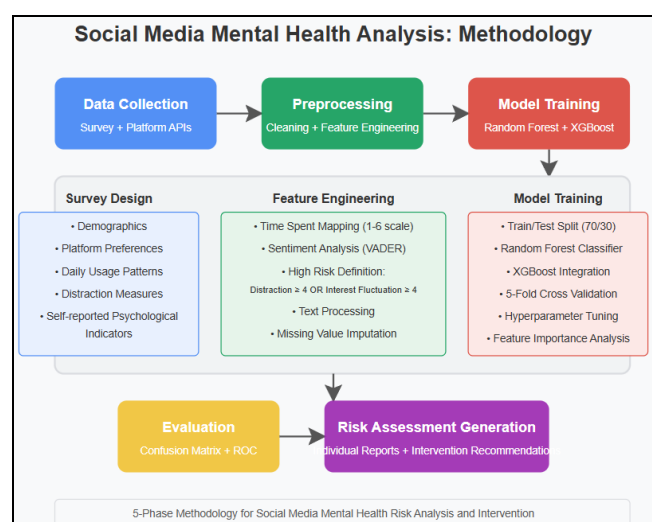 Social Media Mental Health Analysis: Methodology
Data Collection
Survey + Platform APIs
Preprocessing
Cleaning + Feature Engineering
Model Training
Random Forest + XGBoost
Survey Design
• Demographics
• Platform Preferences
• Daily Usage Patterns
• Distraction Measures
• Self-reported Psychological
Indicators
Feature Engineering
• Time Spent Mapping (1-6 scale)
• Sentiment Analysis (VADER)
• High Risk Definition:
Distraction ≥ 4 OR Interest Fluctuation ≥ 4
• Text Processing
• Missing Value Imputation
Model Training
• Train/Test Split (70/30)
• Random Forest Classifier
• XGBoost Integration
• 5-Fold Cross Validation
• Hyperparameter Tuning
• Feature Importance Analysis
Evaluation
Confusion Matrix + ROC
Risk Assessment Generation
Individual Reports + Intervention Recommendation
5-Phase Methodology for Social Media Mental Health Risk Analysis and Intervention